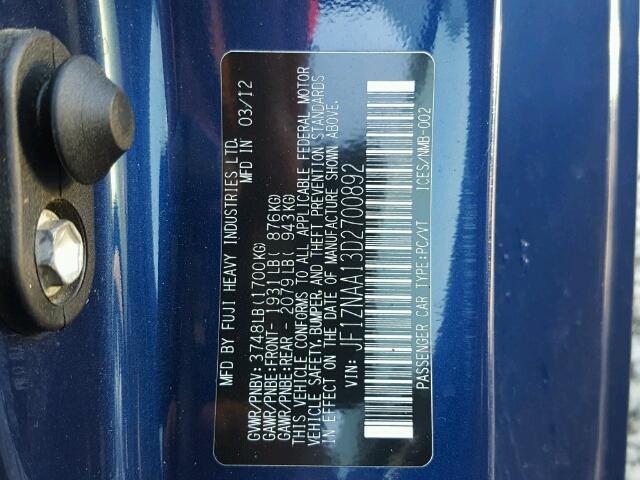 MFD BY FUJI HEAVY INDUSTRIES LTD.
MFD IN 03/12
GVWR/PNBV: 3748LB(1700KG)
GAWR/PNBE:FRONT- 1931LB( 876KG)
GAWR/PNBE:REAR - 2079LB( 943KG)
THIS VEHICLE CONFORMS TO ALL APPLICABLE FEDERAL MOTOR
VEHICLE SAFETY, BUMPER, AND THEFT PREVENTION STANDARDS
IN EFFECT ON THE DATE OF MANUFACTURE SHOWN ABOVE.
VIN: JF1ZNAA13D2700892
PASSENGER CAR TYPE:PC/VT ICES/NMB-002